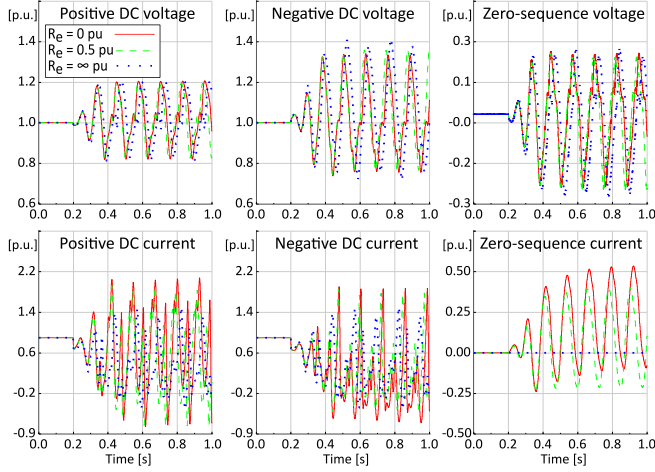 [p.u.] Positive DC voltage
Negative DC voltage
[p.u.] Zero-sequence voltage
R_e = 0 pu
R_e = 0.5 pu
R_e = ∞ pu
1.4
1.2
1.0
0.8
0.6
0.0 0.2 0.4 0.6 0.8 1.0
1.4
1.2
1.0
0.8
0.6
0.0 0.2 0.4 0.6 0.8 1.0
0.3
0.2
-0.0
-0.2
-0.3
0.0 0.2 0.4 0.6 0.8 1.0
[p.u.] Positive DC current
[p.u.] Negative DC current
[p.u.] Zero-sequence current
2.2
1.4
0.6
-0.2
-0.9
0.0 0.2 0.4 0.6 0.8 1.0
Time [s]
2.2
1.4
0.6
-0.2
-0.9
0.0 0.2 0.4 0.6 0.8 1.0
Time [s]
0.50
0.25
0.00
0.25
0.50
0.0 0.2 0.4 0.6 0.8 1.0
Time [s]